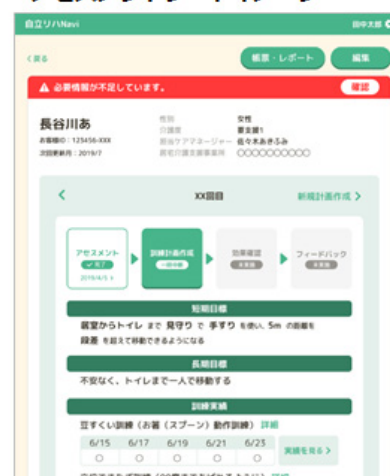 自立リハNavi
田中太郎
< 戻る
帳票・レポート
編集
必要情報が不足しています。
確認
長谷川あ
お客様ID:123456-XXX
次回更新月:2019/7
性別 女性
介護度 要支援1
担当ケアマネージャー 佐々木あきふみ
居宅介護支援事業所 〇〇〇〇〇〇〇〇〇〇
XX回目
新規計画作成 >
アセスメント
完了
2019/4/5
訓練計画作成
一時中断
効果確認
未実施
フィードバック
未実施
短期目標
居室からトイレ まで 見守り で 手すり を使い、5m の距離を
段差 を超えて移動できるようになる
長期目標
不安なく、トイレまで一人で移動する
訓練実績
豆すくい訓練(お箸(スプーン)動作訓練) 詳細
6/15 6/17 6/19 6/21 6/23
〇 〇 〇 〇 〇
実績を見る >